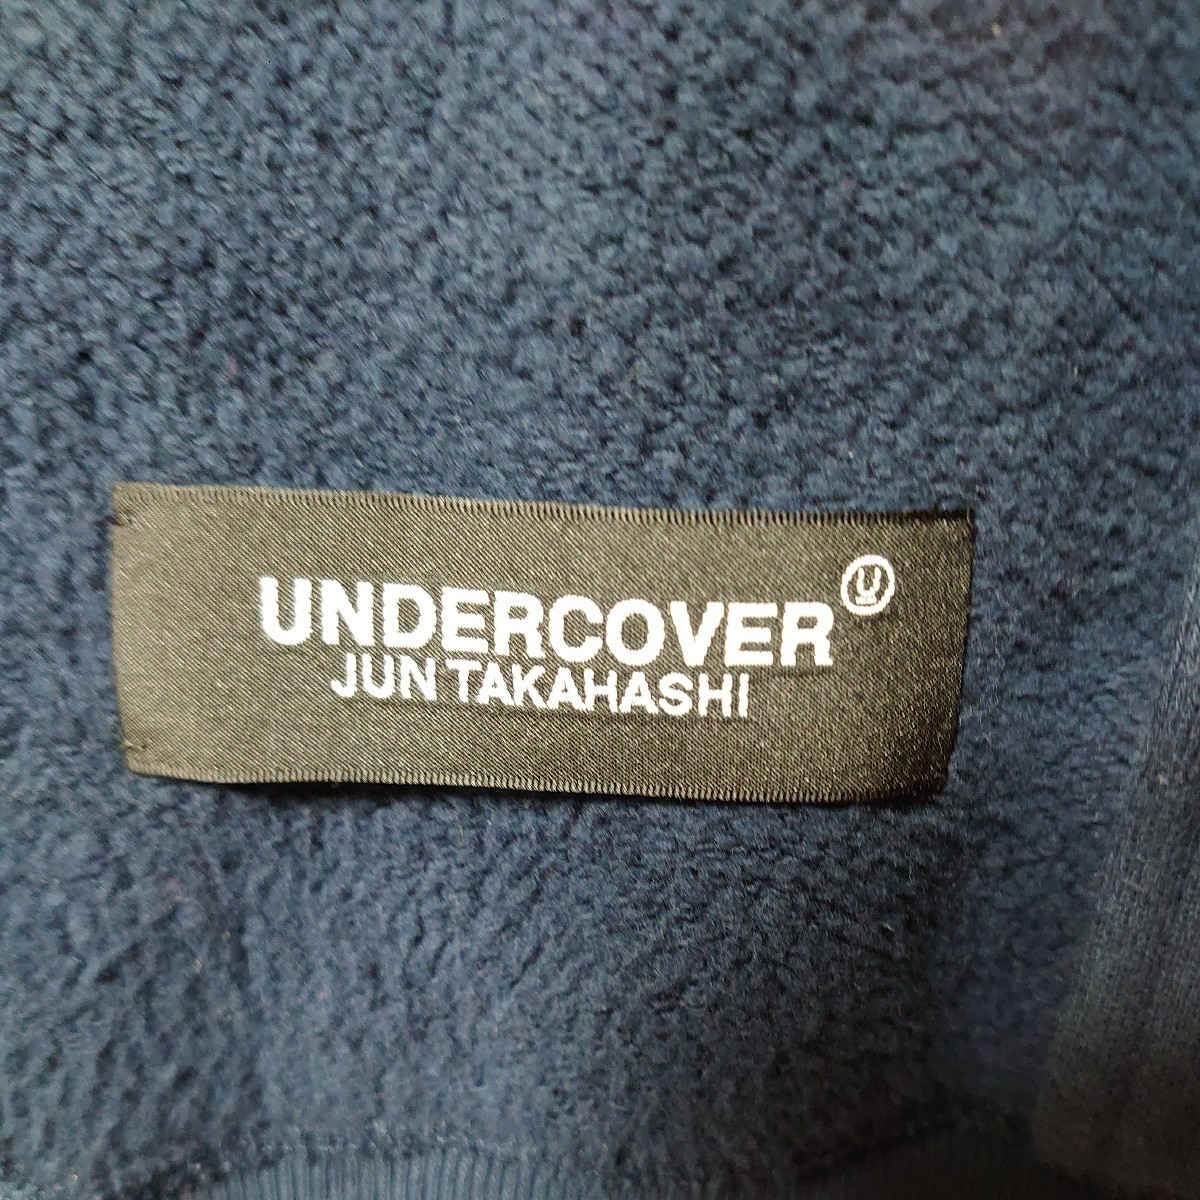 UNDERCOVER Ⓤ
JUN TAKAHASHI